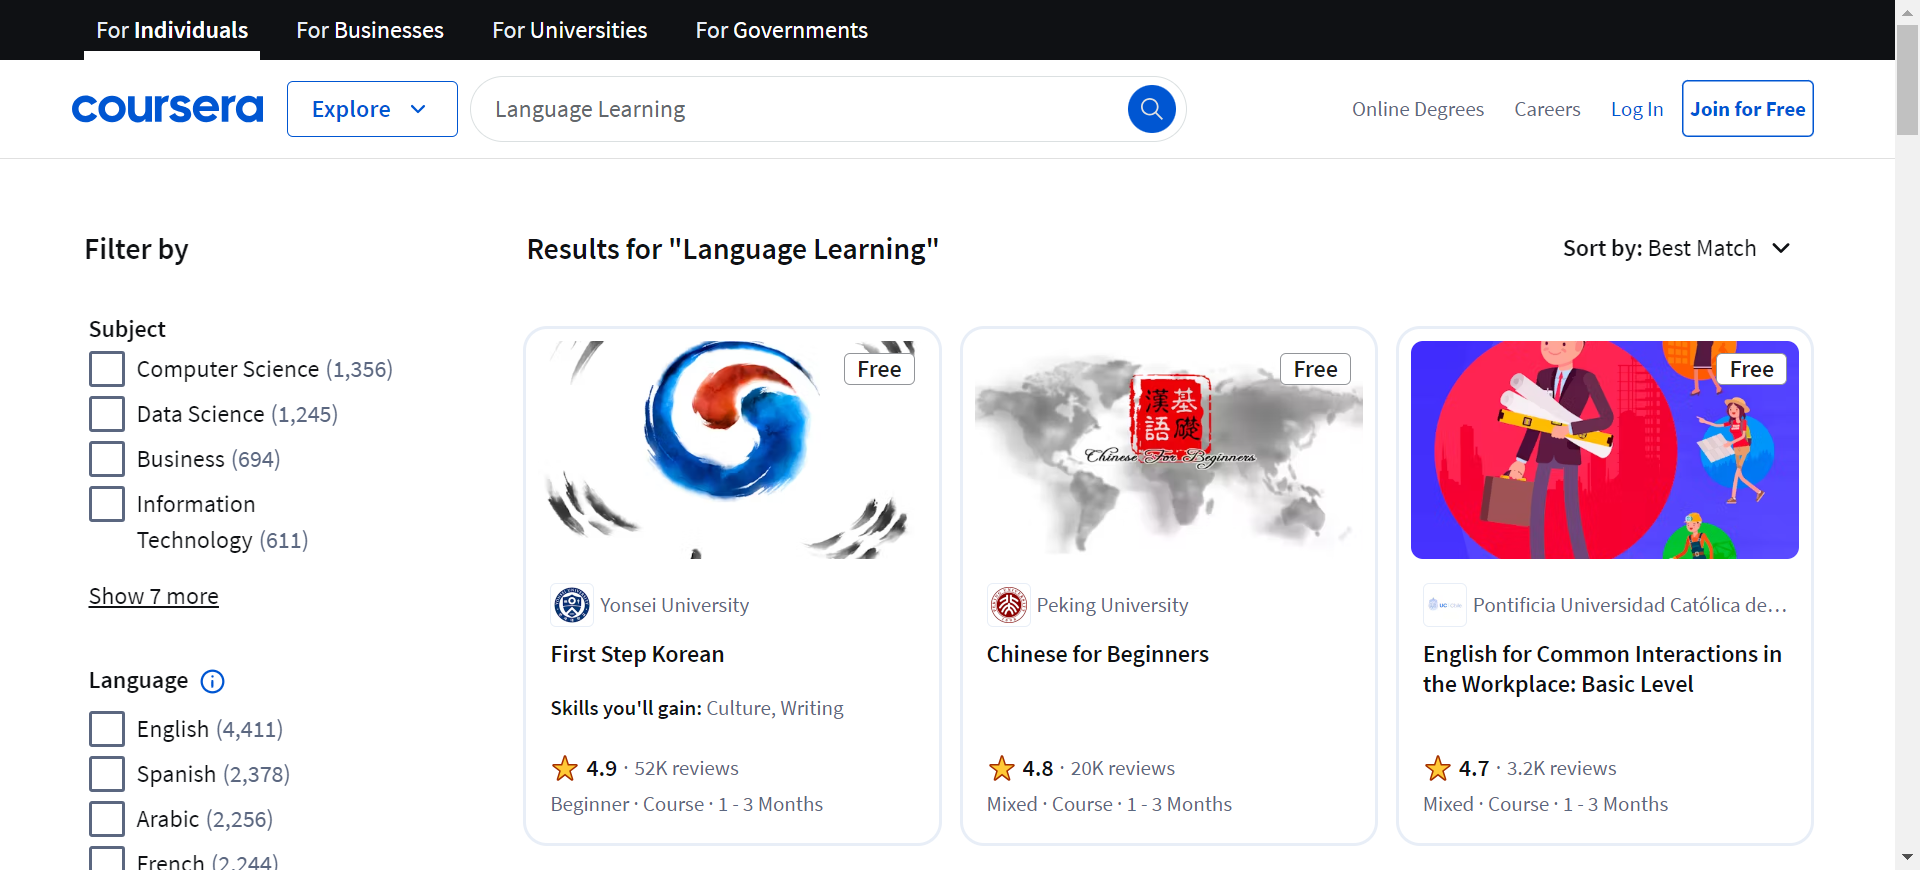 For Individuals
For Businesses
For Universities
For Governments
coursera
Explore
Language Learning
Online Degrees
Careers
Log In
Join for Free
Filter by
Results for "Language Learning"
Sort by: Best Match
Subject
Computer Science (1,356)
Data Science (1,245)
Business (694)
Information
Technology (611)
Show 7 more
Language
English (4,411)
Spanish (2,378)
Arabic (2,256)
French (2,244)
Free
Yonsei University
First Step Korean
Skills you'll gain: Culture, Writing
4.9 · 52K reviews
Beginner · Course · 1 - 3 Months
Free
漢基
語礎
Chinese For Beginners
Peking University
Chinese for Beginners
4.8 · 20K reviews
Mixed · Course · 1 - 3 Months
Free
UC
Pontificia Universidad Católica de...
English for Common Interactions in
the Workplace: Basic Level
4.7 · 3.2K reviews
Mixed · Course · 1 - 3 Months